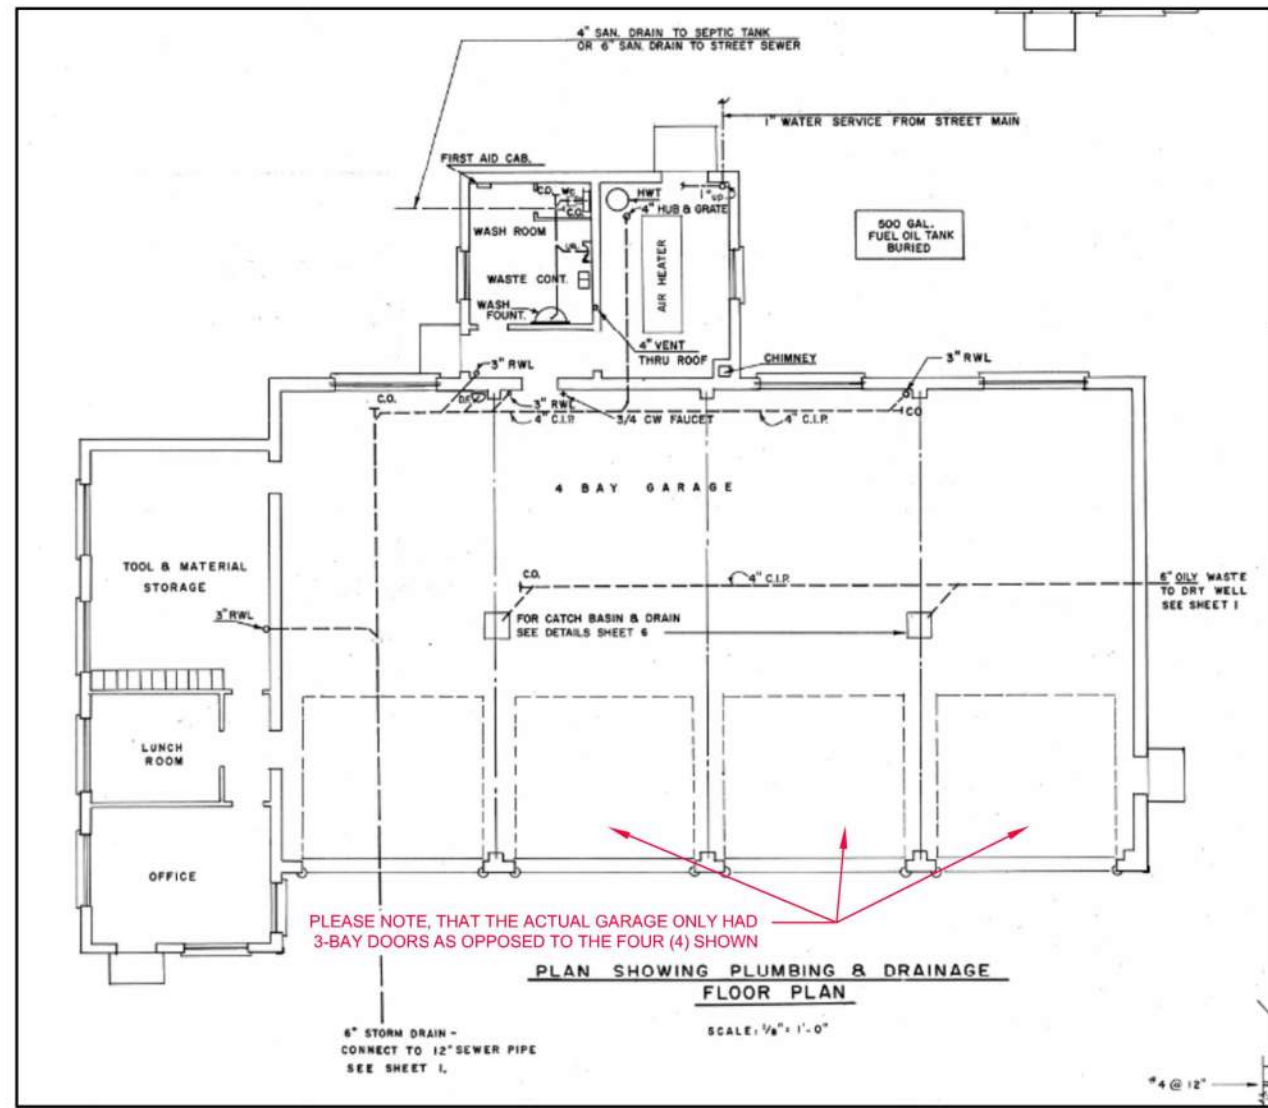 4" SAN. DRAIN TO SEPTIC TANK
OR 6" SAN. DRAIN TO STREET SEWER
1" WATER SERVICE FROM STREET MAIN
FIRST AID CAB.
C.O.
W.C.
C.O.
HWT
1" UP
4" HUB & GRATE
WASH ROOM
UR
500 GAL.
FUEL OIL TANK
BURIED
AIR HEATER
WASTE CONT.
WASH
FOUNT.
4" VENT
THRU ROOF
CHIMNEY
3" RWL
3" RWL
C.O.
D.F.
3" RWL
4" C.I.P.
3/4 CW FAUCET
4" C.I.P.
C.O
4 BAY GARAGE
TOOL & MATERIAL
STORAGE
C.O.
4" C.I.P.
6" OILY WASTE
TO DRY WELL
SEE SHEET 1
3" RWL
FOR CATCH BASIN & DRAIN
SEE DETAILS SHEET 6
LUNCH
ROOM
OFFICE
PLEASE NOTE, THAT THE ACTUAL GARAGE ONLY HAD
3-BAY DOORS AS OPPOSED TO THE FOUR (4) SHOWN
PLAN SHOWING PLUMBING & DRAINAGE
FLOOR PLAN
SCALE: 1/8" = 1'-0"
6" STORM DRAIN -
CONNECT TO 12" SEWER PIPE
SEE SHEET 1.
#4 @ 12"